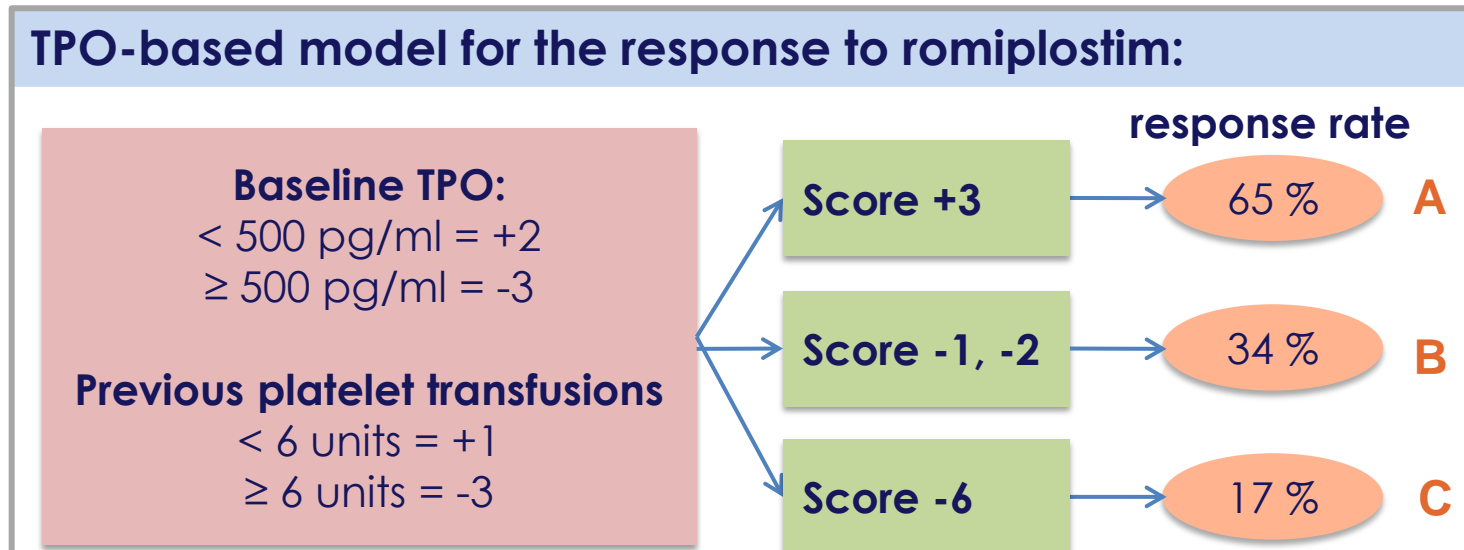 TPO-based model for the response to romiplostim:
response rate
Baseline TPO:
< 500 pg/ml = +2
≥ 500 pg/ml = -3
Previous platelet transfusions
< 6 units = +1
≥ 6 units = -3
Score +3
65 %
A
Score -1, -2
34 %
B
Score -6
17 %
C